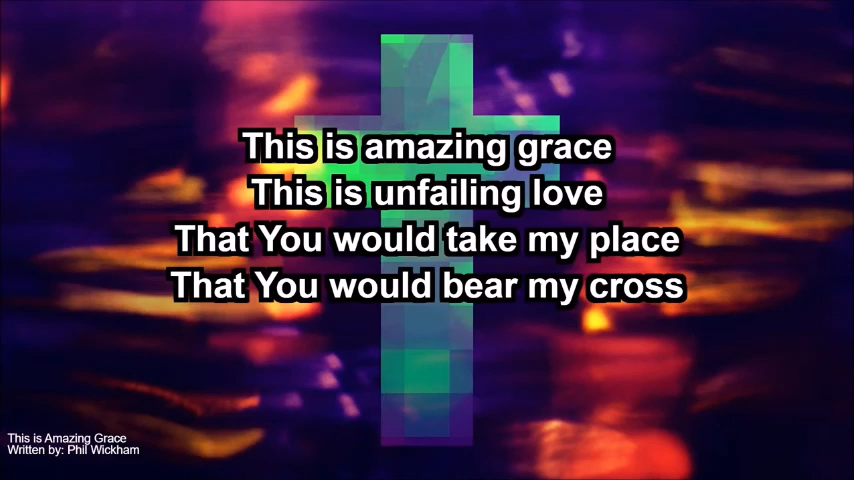 This is amazing grace
This is unfailing love
That You would take my place
That You would bear my cross
This is Amazing Grace
Written by: Phil Wickham